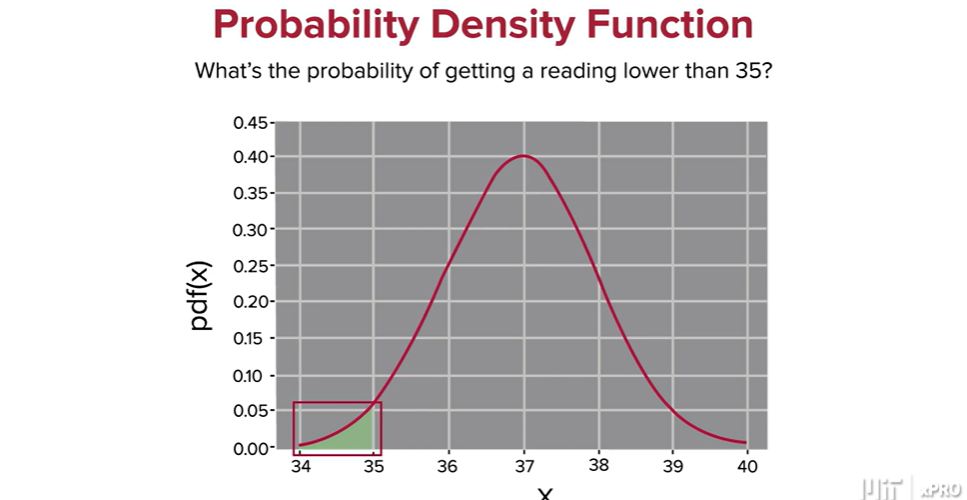 Probability Density Function
What's the probability of getting a reading lower than 35?
0.45
0.40
0.35
0.30
0.25
0.20
0.15
0.10
0.05
0.00
pdf(x)
34 35 36 37 38 39 40
X
MIT xPRO